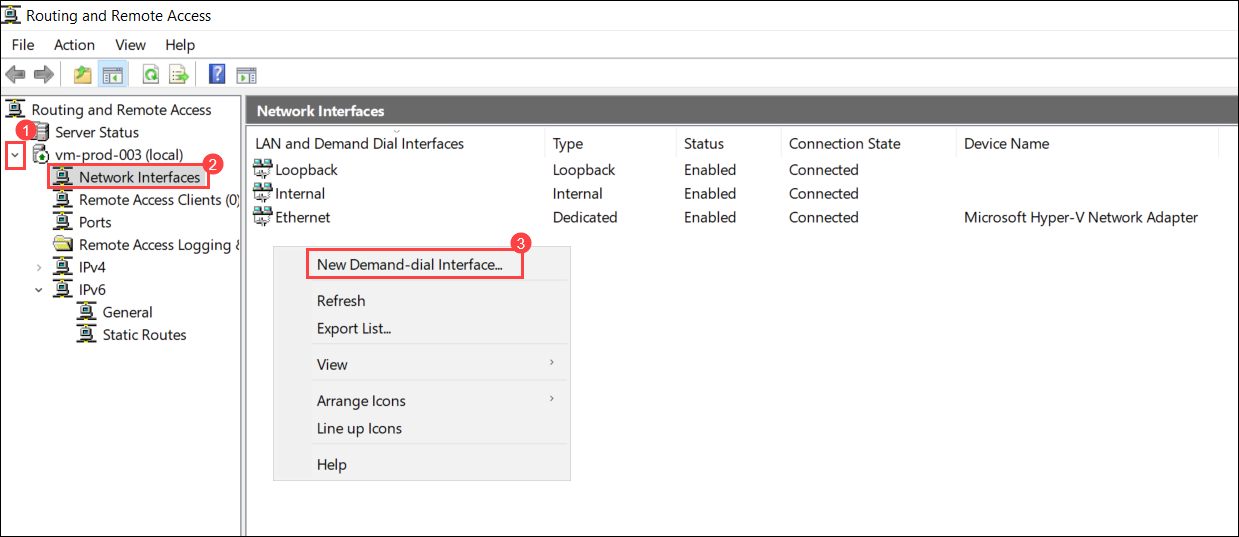 Routing and Remote Access
File Action View Help
Routing and Remote Access
1
Server Status
vm-prod-003 (local)
Network Interfaces
2
Remote Access Clients (0)
Ports
Remote Access Logging &
IPv4
IPv6
General
Static Routes
Network Interfaces
LAN and Demand Dial Interfaces Type Status Connection State Device Name
Loopback Loopback Enabled Connected
Internal Internal Enabled Connected
Ethernet Dedicated Enabled Connected Microsoft Hyper-V Network Adapter
3
New Demand-dial Interface...
Refresh
Export List...
View
Arrange Icons
Line up Icons
Help